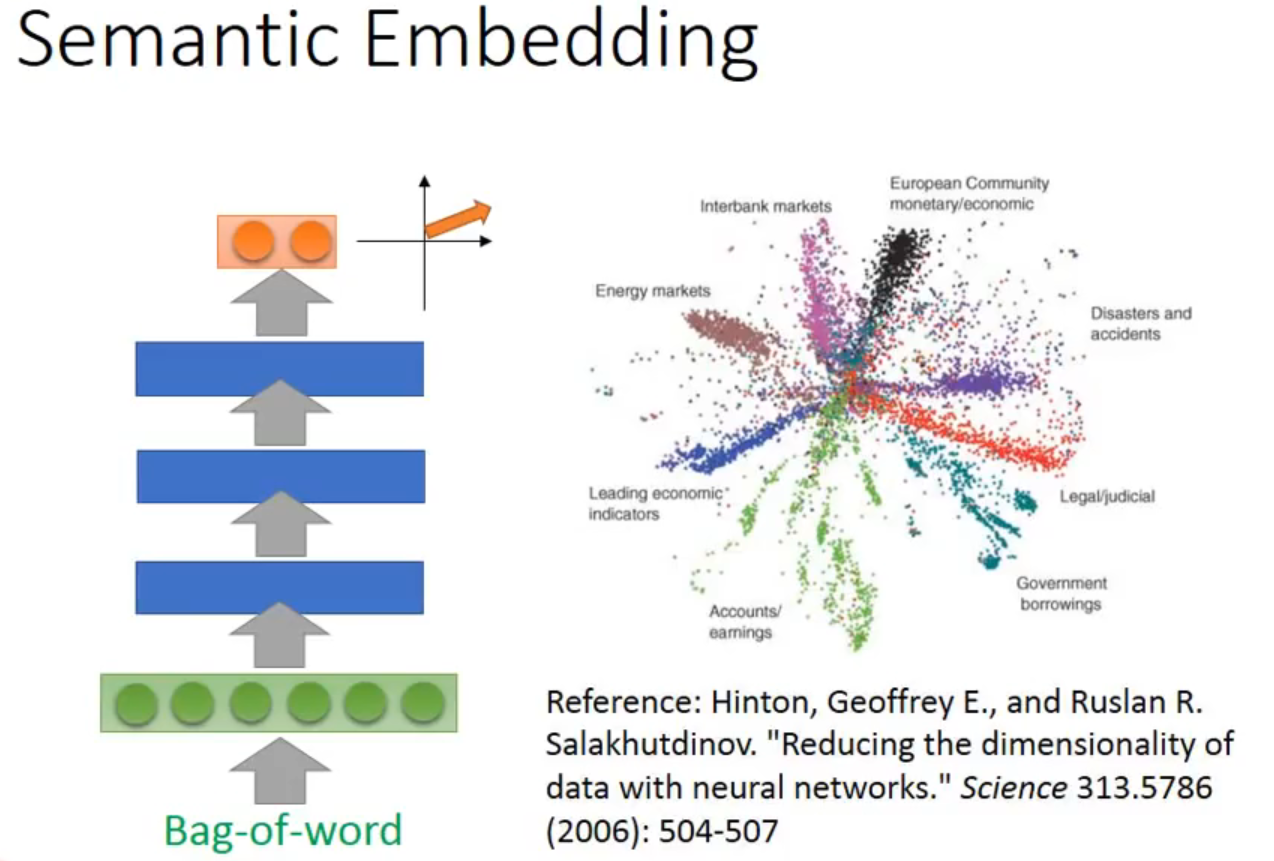 Semantic Embedding
Interbank markets
European Community
monetary/economic
Energy markets
Disasters and
accidents
Leading economic
indicators
Legal/judicial
Government
borrowings
Accounts/
earnings
Bag-of-word
Reference: Hinton, Geoffrey E., and Ruslan R.
Salakhutdinov. "Reducing the dimensionality of
data with neural networks." Science 313.5786
(2006): 504-507